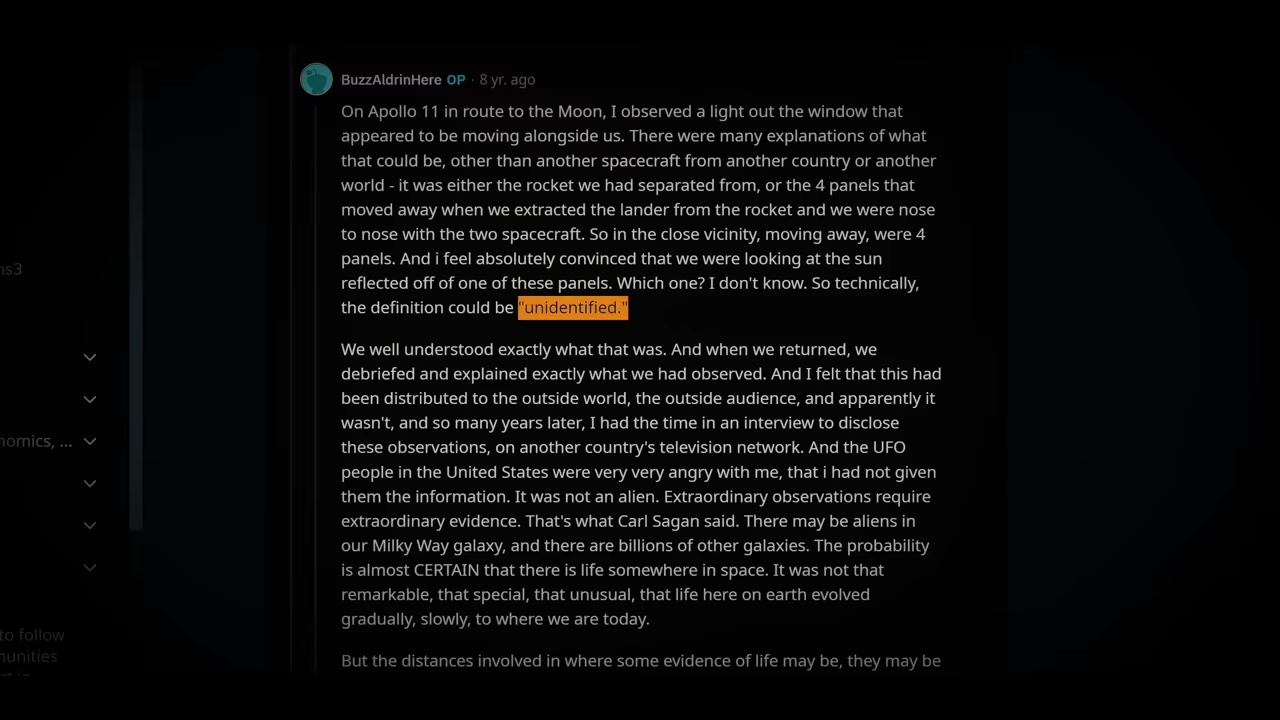 BuzzAldrinHere OP · 8 yr. ago
On Apollo 11 in route to the Moon, I observed a light out the window that
appeared to be moving alongside us. There were many explanations of what
that could be, other than another spacecraft from another country or another
world - it was either the rocket we had separated from, or the 4 panels that
moved away when we extracted the lander from the rocket and we were nose
to nose with the two spacecraft. So in the close vicinity, moving away, were 4
panels. And i feel absolutely convinced that we were looking at the sun
reflected off of one of these panels. Which one? I don't know. So technically,
the definition could be "unidentified."
We well understood exactly what that was. And when we returned, we
debriefed and explained exactly what we had observed. And I felt that this had
been distributed to the outside world, the outside audience, and apparently it
wasn't, and so many years later, I had the time in an interview to disclose
these observations, on another country's television network. And the UFO
people in the United States were very very angry with me, that i had not given
them the information. It was not an alien. Extraordinary observations require
extraordinary evidence. That's what Carl Sagan said. There may be aliens in
our Milky Way galaxy, and there are billions of other galaxies. The probability
is almost CERTAIN that there is life somewhere in space. It was not that
remarkable, that special, that unusual, that life here on earth evolved
gradually, slowly, to where we are today.
But the distances involved in where some evidence of life may be, they may be
ns3
nomics, ...
to follow
munities